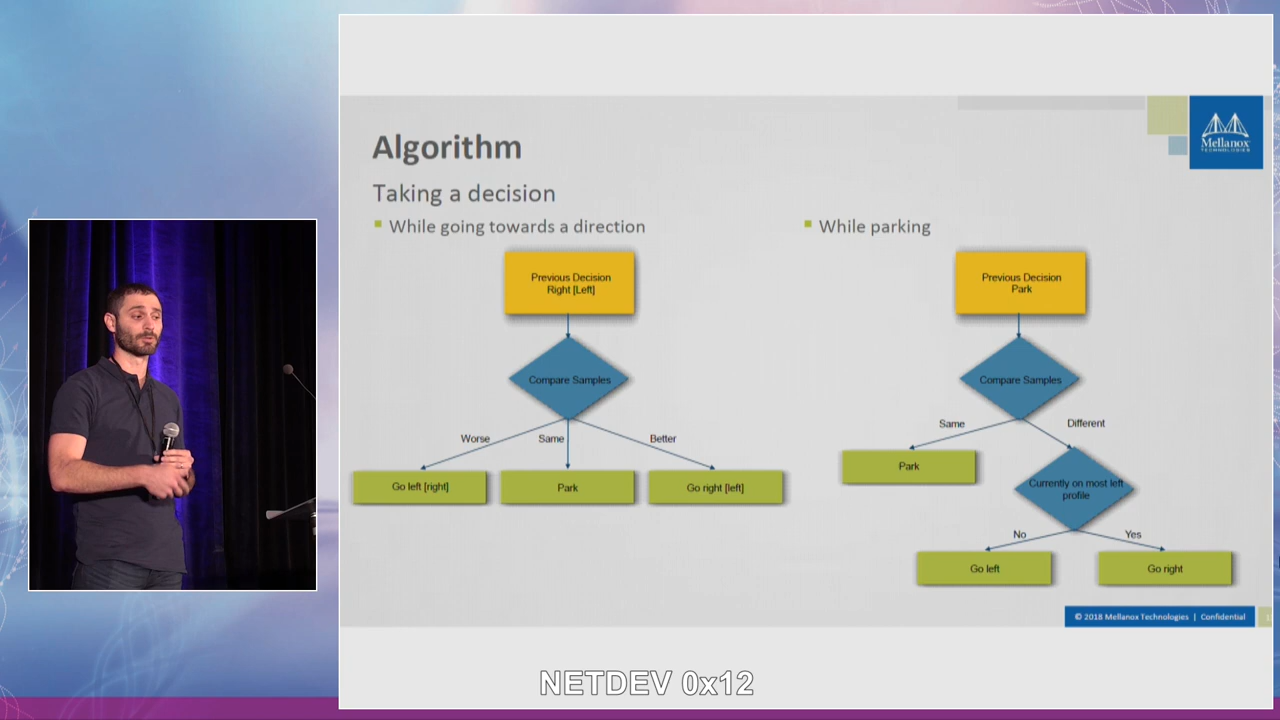 Algorithm
Mellanox
TECHNOLOGIES
Taking a decision
While going towards a direction
Previous Decision
Right [Left]
Compare Samples
Worse
Same
Better
Go left [right]
Park
Go right [left]
While parking
Previous Decision
Park
Compare Samples
Same
Different
Park
Currently on most left
profile
No
Yes
Go left
Go right
© 2018 Mellanox Technologies | Confidential
NETDEV 0x12